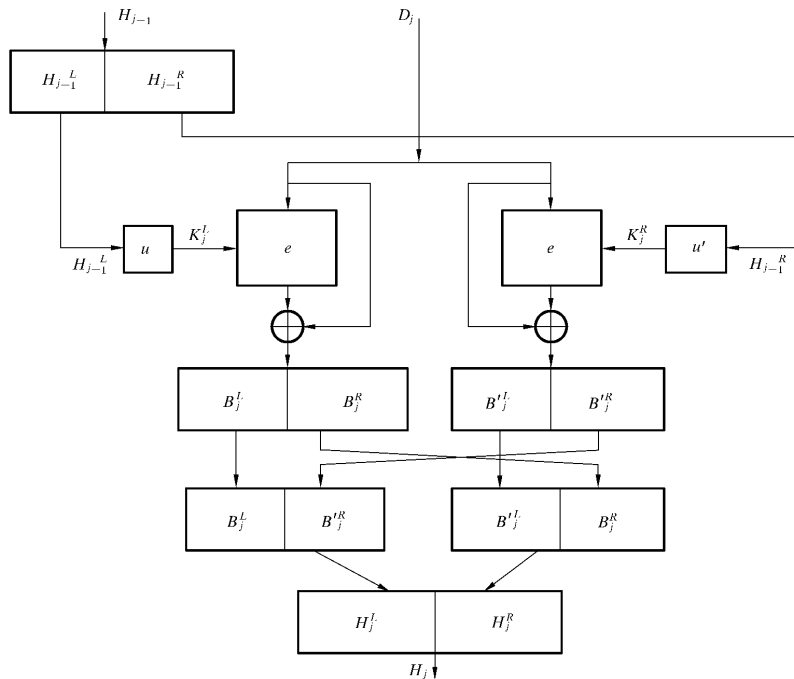 H_{j-1}
D_j
H_{j-1}^L H_{j-1}^R
u K_j^L e e K_j^R u'
H_{j-1}^L H_{j-1}^R
B_j^L B_j^R B'_j^L B'_j^R
B_j^L B'_j^R B'_j^L B_j^R
H_j^L H_j^R
H_j